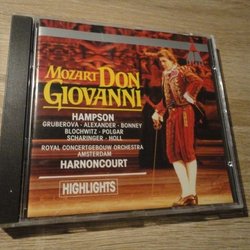 MOZART DON
GIOVANNI
HAMPSON
GRUBEROVA · ALEXANDER · BONNEY
BLOCHWITZ · POLGAR
SCHARINGER · HOLL
ROYAL CONCERTGEBOUW ORCHESTRA
AMSTERDAM
HARNONCOURT
HIGHLIGHTS